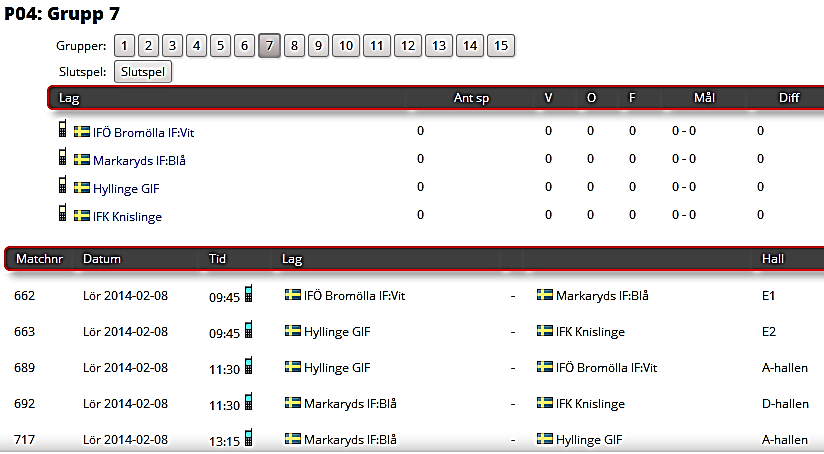 P04: Grupp 7
Grupper: 1 2 3 4 5 6 7 8 9 10 11 12 13 14 15
Slutspel: Slutspel
Lag Ant sp V O F Mål Diff
IFÖ Bromölla IF:Vit 0 0 0 0 0 - 0 0
Markaryds IF:Blå 0 0 0 0 0 - 0 0
Hyllinge GIF 0 0 0 0 0 - 0 0
IFK Knislinge 0 0 0 0 0 - 0 0
Matchnr Datum Tid Lag Hall
662 Lör 2014-02-08 09:45 IFÖ Bromölla IF:Vit - Markaryds IF:Blå E1
663 Lör 2014-02-08 09:45 Hyllinge GIF - IFK Knislinge E2
689 Lör 2014-02-08 11:30 Hyllinge GIF - IFÖ Bromölla IF:Vit A-hallen
692 Lör 2014-02-08 11:30 Markaryds IF:Blå - IFK Knislinge D-hallen
717 Lör 2014-02-08 13:15 Markaryds IF:Blå - Hyllinge GIF A-hallen